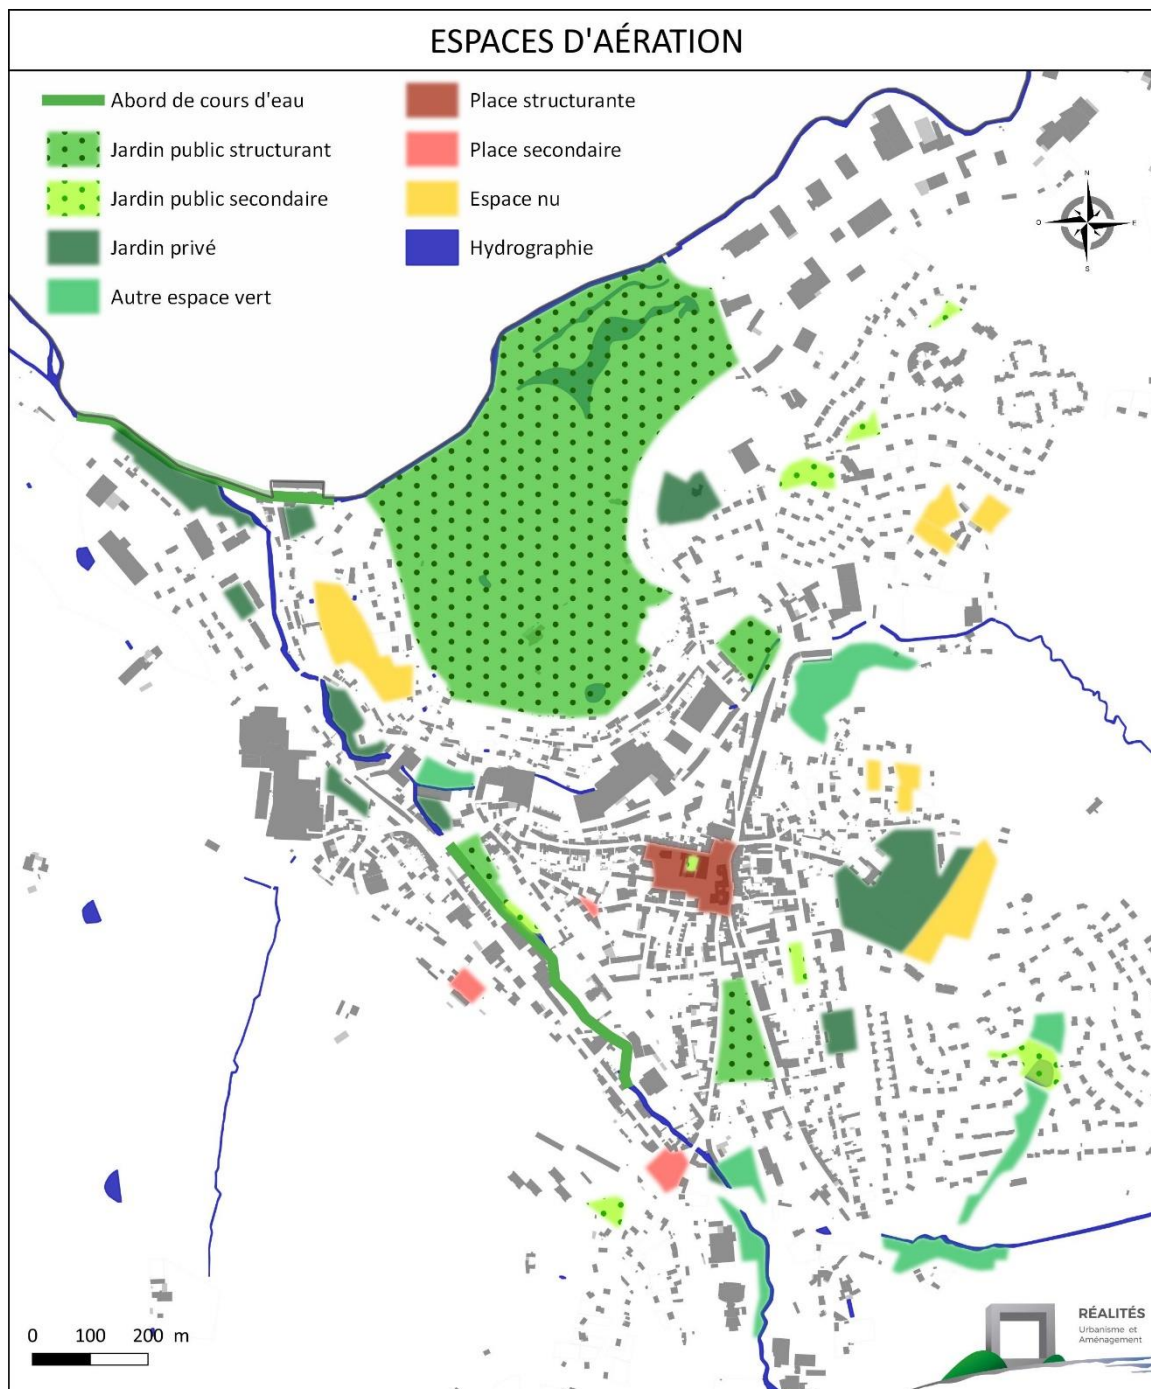 ESPACES D'AÉRATION
Abord de cours d'eau
Jardin public structurant
Jardin public secondaire
Jardin privé
Autre espace vert
Place structurante
Place secondaire
Espace nu
Hydrographie
N
O
E
S
0 100 200 m
RÉALITÉS
Urbanisme et
Aménagement